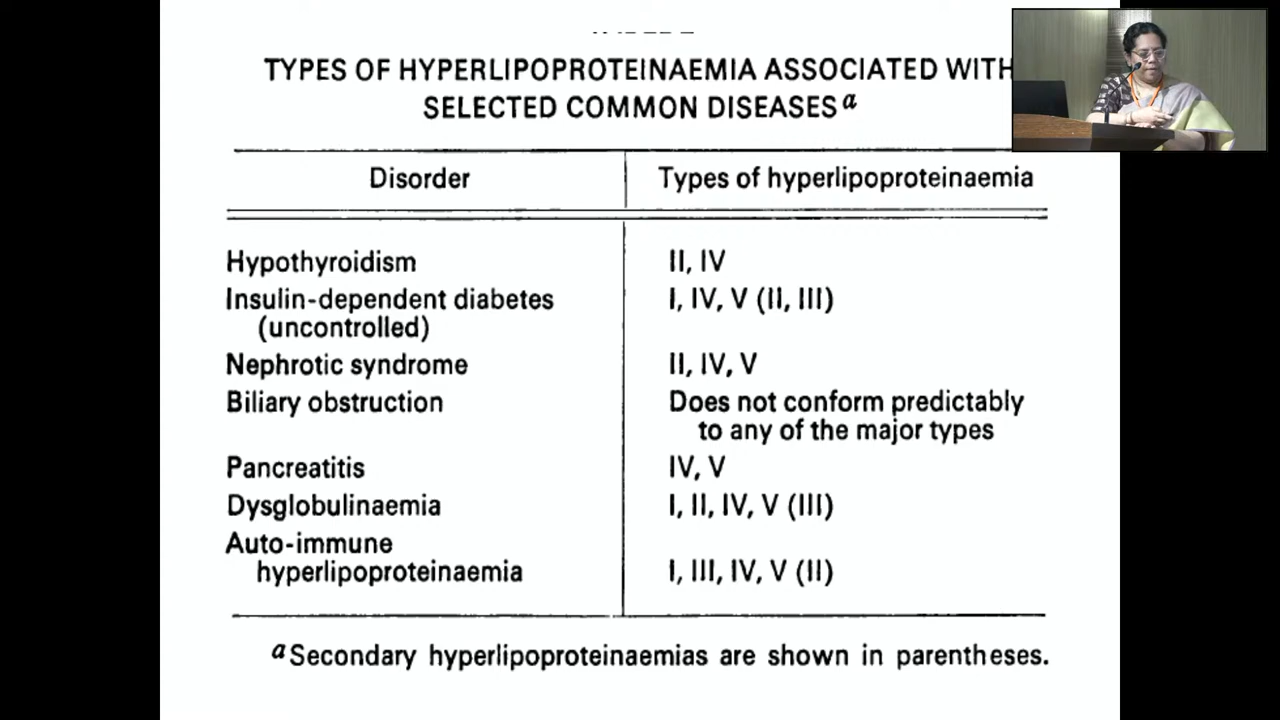 TYPES OF HYPERLIPOPROTEINAEMIA ASSOCIATED WITH
SELECTED COMMON DISEASES a
Disorder Types of hyperlipoproteinaemia
Hypothyroidism II, IV
Insulin-dependent diabetes I, IV, V (II, III)
(uncontrolled)
Nephrotic syndrome II, IV, V
Biliary obstruction Does not conform predictably
to any of the major types
Pancreatitis IV, V
Dysglobulinaemia I, II, IV, V (III)
Auto-immune
hyperlipoproteinaemia I, III, IV, V (II)
a Secondary hyperlipoproteinaemias are shown in parentheses.